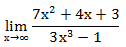 lim x→∞ (7x² + 4x + 3)/(3x³ − 1)